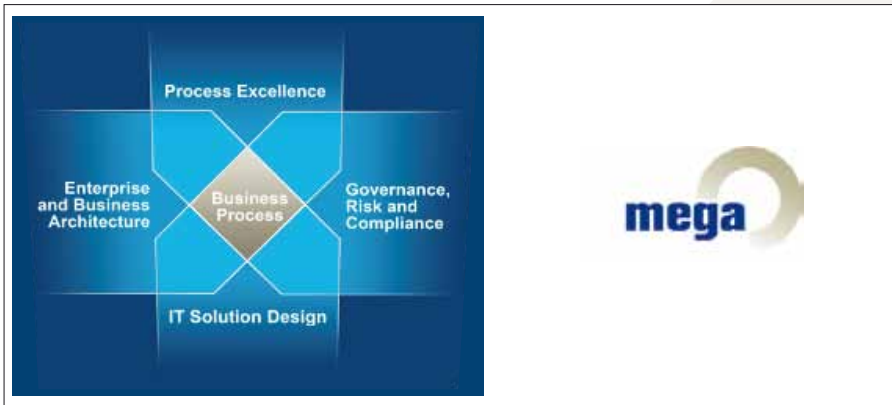 Process Excellence
Enterprise
and Business
Architecture
Business
Process
Governance,
Risk and
Compliance
IT Solution Design
mega